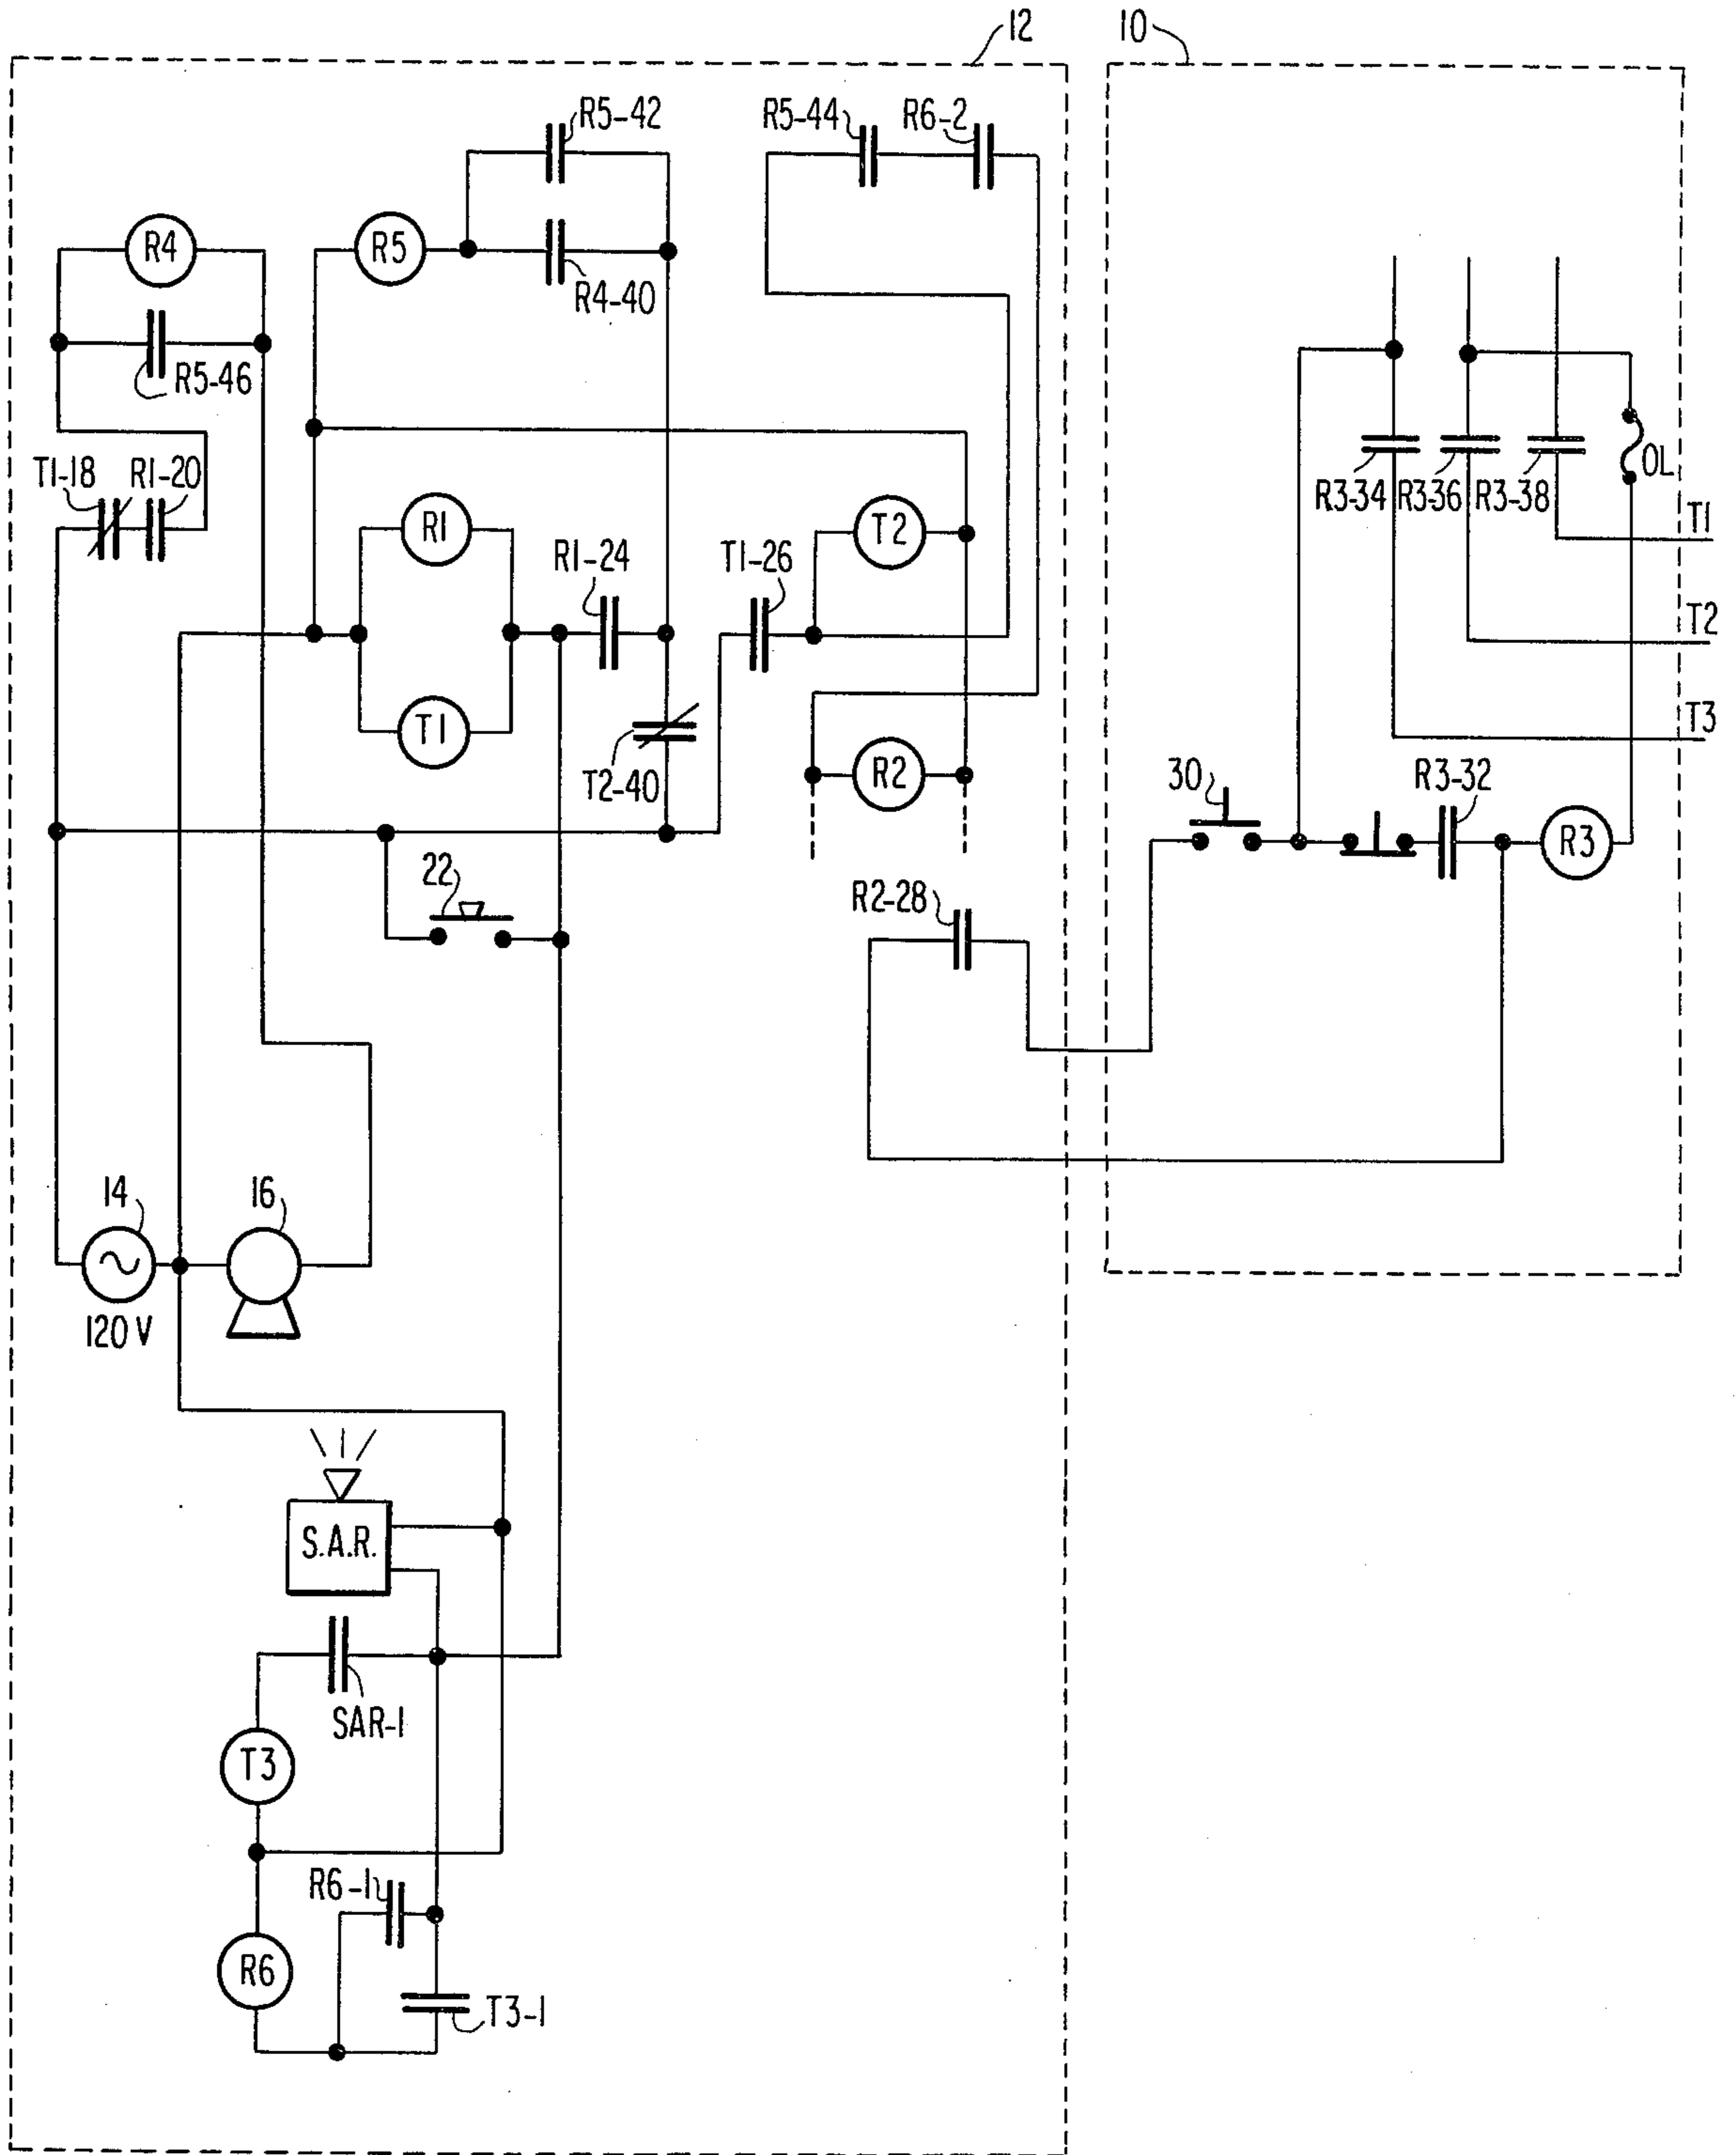 12
10
R5-42
R5-44
R6-2
R4
R5
R4-40
R5-46
T1-18
R1-20
R3-34
R3-36
R3-38
OL
T1
R1
R1-24
T1-26
T2
T2
T1
T2-40
R2
T3
30
R3-32
R3
22
R2-28
14
16
120 V
S.A.R.
SAR-1
T3
R6-1
R6
T3-1